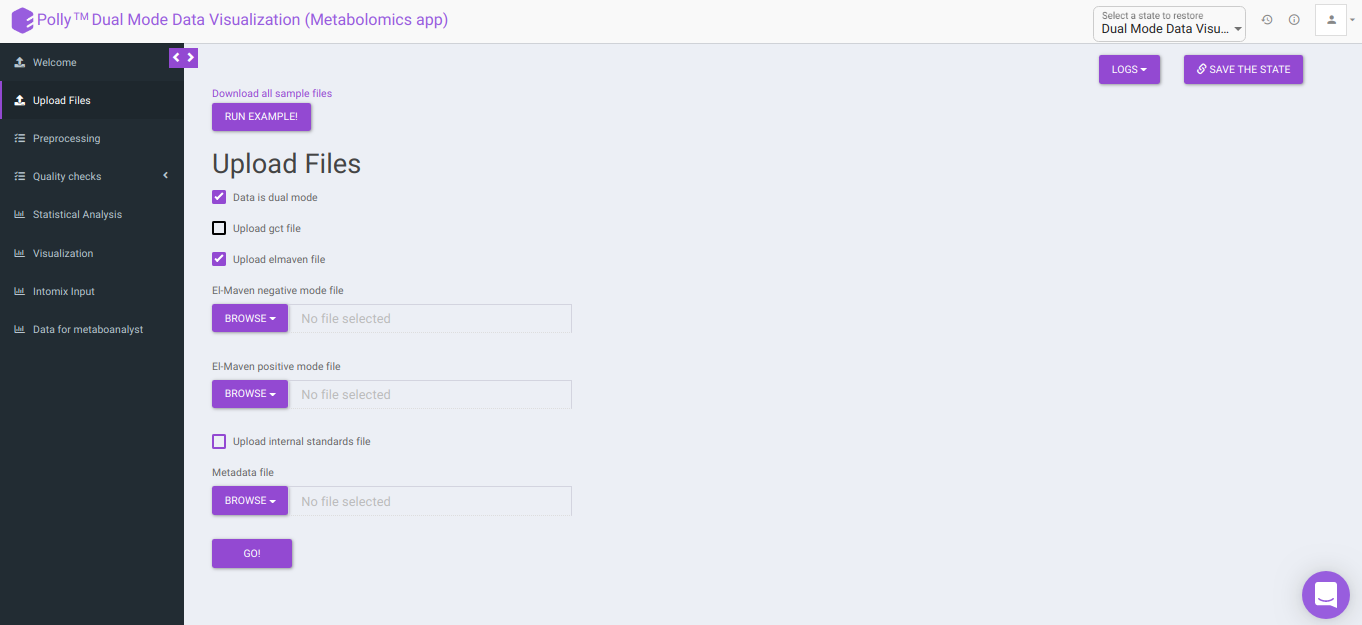 Polly™ Dual Mode Data Visualization (Metabolomics app)
Select a state to restore
Dual Mode Data Visu...
Welcome
Upload Files
Preprocessing
Quality checks
Statistical Analysis
Visualization
Intomix Input
Data for metaboanalyst
LOGS
SAVE THE STATE
Download all sample files
RUN EXAMPLE!
Upload Files
Data is dual mode
Upload gct file
Upload elmaven file
El-Maven negative mode file
BROWSE No file selected
El-Maven positive mode file
BROWSE No file selected
Upload internal standards file
Metadata file
BROWSE No file selected
GO!